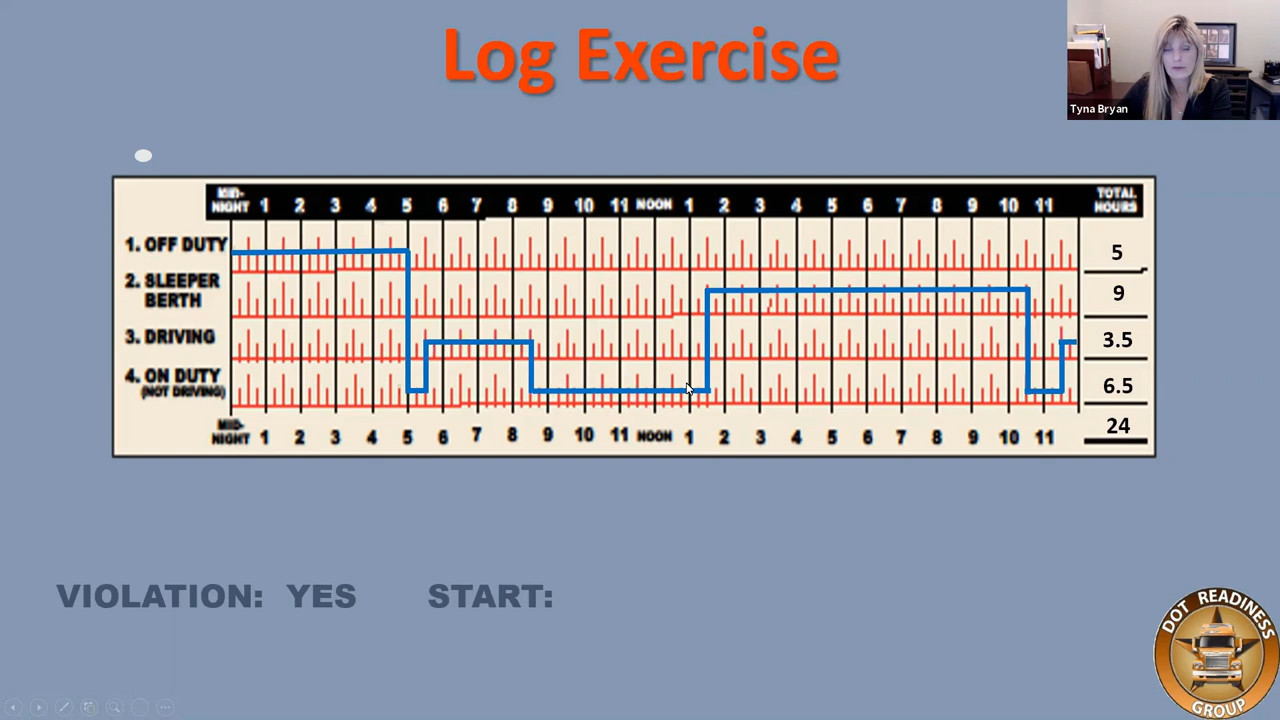 Log Exercise
Tyna Bryan
MID-
NIGHT 1 2 3 4 5 6 7 8 9 10 11 NOON 1 2 3 4 5 6 7 8 9 10 11 TOTAL
HOURS
1. OFF DUTY 5
2. SLEEPER
BERTH 9
3. DRIVING 3.5
4. ON DUTY
(NOT DRIVING) 6.5
MID-
NIGHT 1 2 3 4 5 6 7 8 9 10 11 NOON 1 2 3 4 5 6 7 8 9 10 11 24
VIOLATION: YES START:
DOT READINESS
GROUP